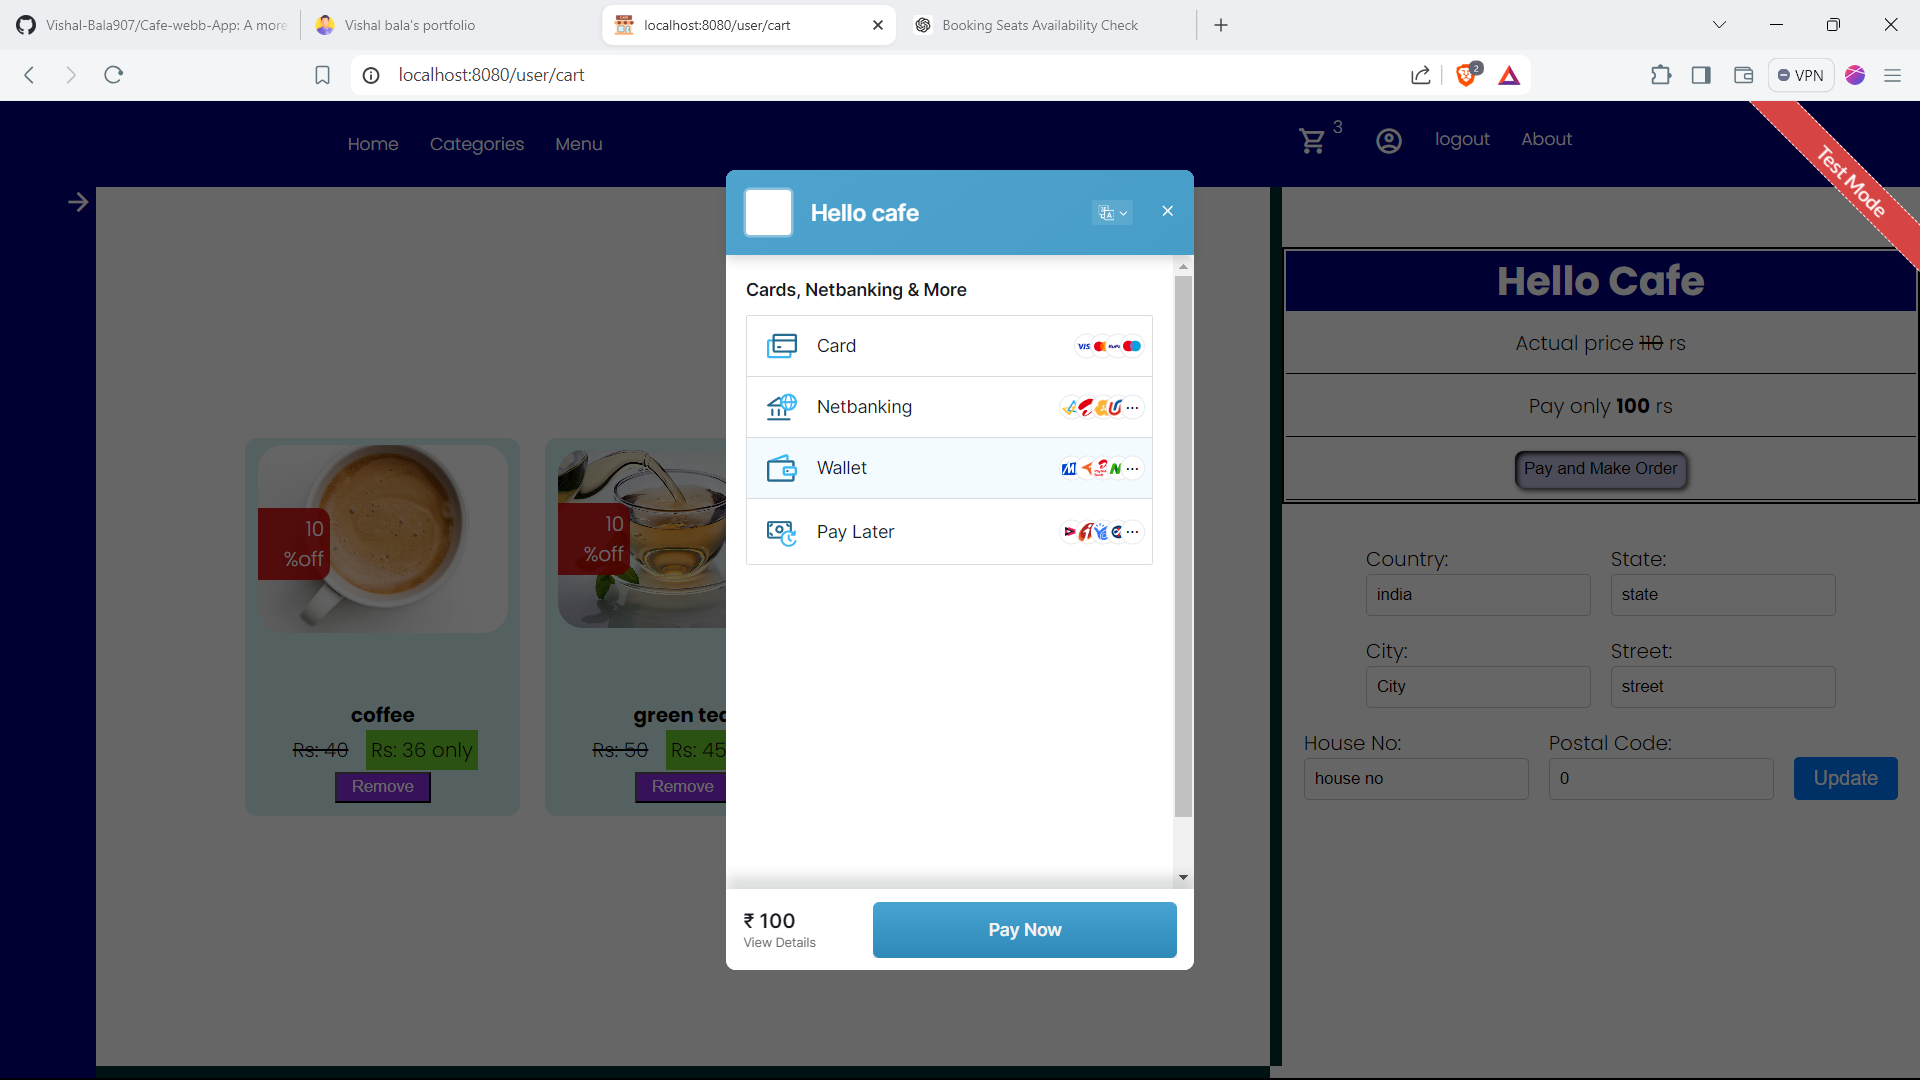 Vishal-Bala907/Cafe-webb-App: A more
Vishal bala's portfolio
localhost:8080/user/cart
Booking Seats Availability Check
localhost:8080/user/cart
2
VPN
Home
Categories
Menu
3
logout
About
Test Mode
Hello cafe
Cards, Netbanking & More
Card
VISA
RuPay
Netbanking
Wallet
Pay Later
₹ 100
View Details
Pay Now
10
%off
coffee
Rs: 40 Rs: 36 only
Remove
10
%off
green tea
Rs: 50 Rs: 45
Remove
Hello Cafe
Actual price 110 rs
Pay only 100 rs
Pay and Make Order
Country:
india
State:
state
City:
City
Street:
street
House No:
house no
Postal Code:
0
Update